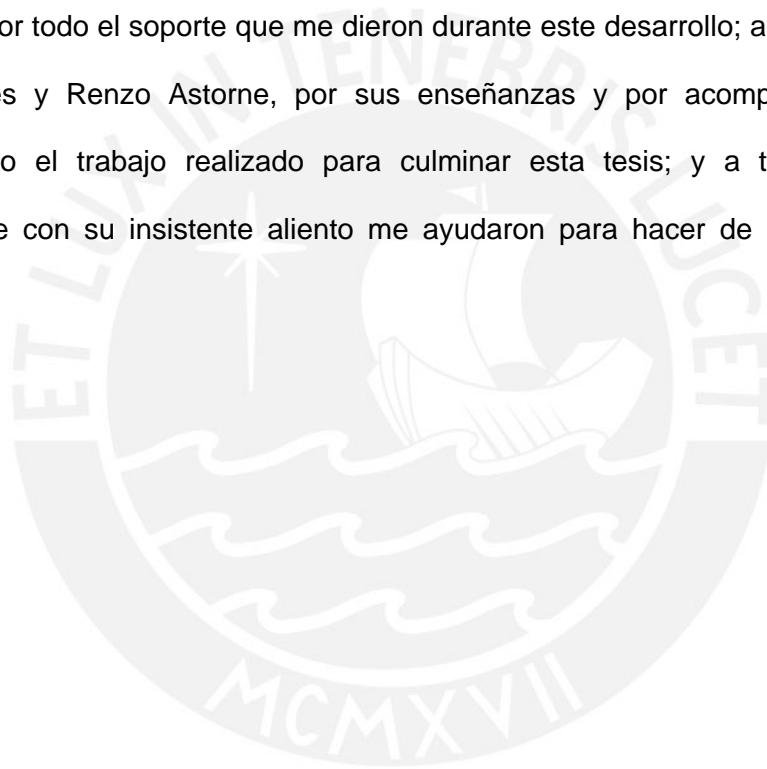 or todo el soporte que me dieron durante este desarrollo; a
es y Renzo Astorne, por sus enseñanzas y por acomp
o el trabajo realizado para culminar esta tesis; y a t
e con su insistente aliento me ayudaron para hacer de
ET LUX IN TENEBRIS LUCET
MCMXVII